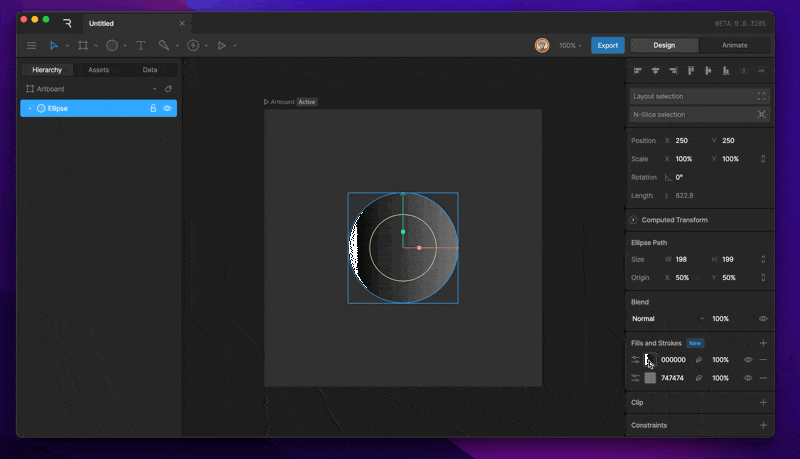 Untitled
BETA 0.8.3105
100%
Export
Design
Animate
Hierarchy
Assets
Data
Artboard
Ellipse
Artboard
Active
Layout selection
N-Slice selection
Position X 250 Y 250
Scale X 100% Y 100%
Rotation 0°
Length L 622.9
Computed Transform
Ellipse Path
Size W 198 H 199
Origin X 50% Y 50%
Blend
Normal 100%
Fills and Strokes New
000000 100%
747474 100%
Clip
Constraints